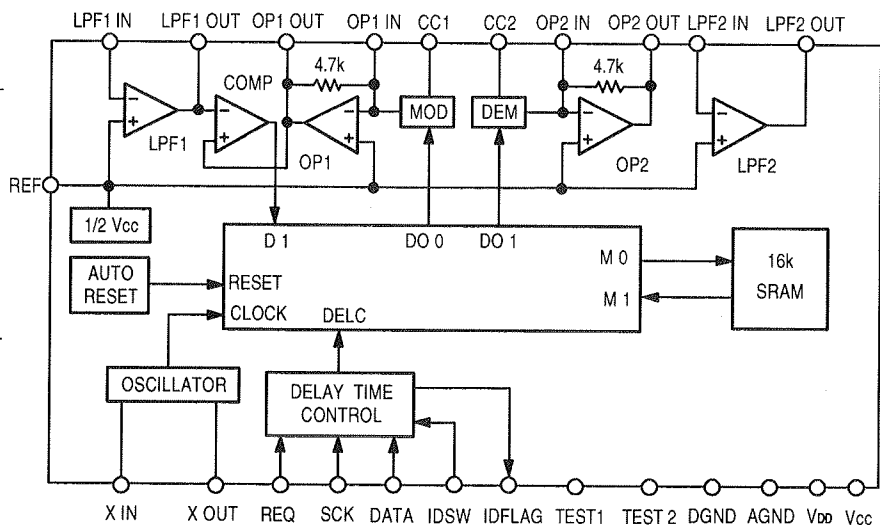 LPF1 IN LPF1 OUT OP1 OUT OP1 IN CC1 CC2 OP2 IN OP2 OUT LPF2 IN LPF2 OUT
4.7k 4.7k
COMP
− − − MOD DEM − −
+ + + + +
LPF1 OP1 OP2 LPF2
REF
1/2 Vcc
D 1 DO 0 DO 1
M 0 16k
AUTO
RESET
RESET
SRAM
M 1
CLOCK DELC
OSCILLATOR
DELAY TIME
CONTROL
X IN X OUT REQ SCK DATA IDSW IDFLAG TEST1 TEST 2 DGND AGND VDD Vcc